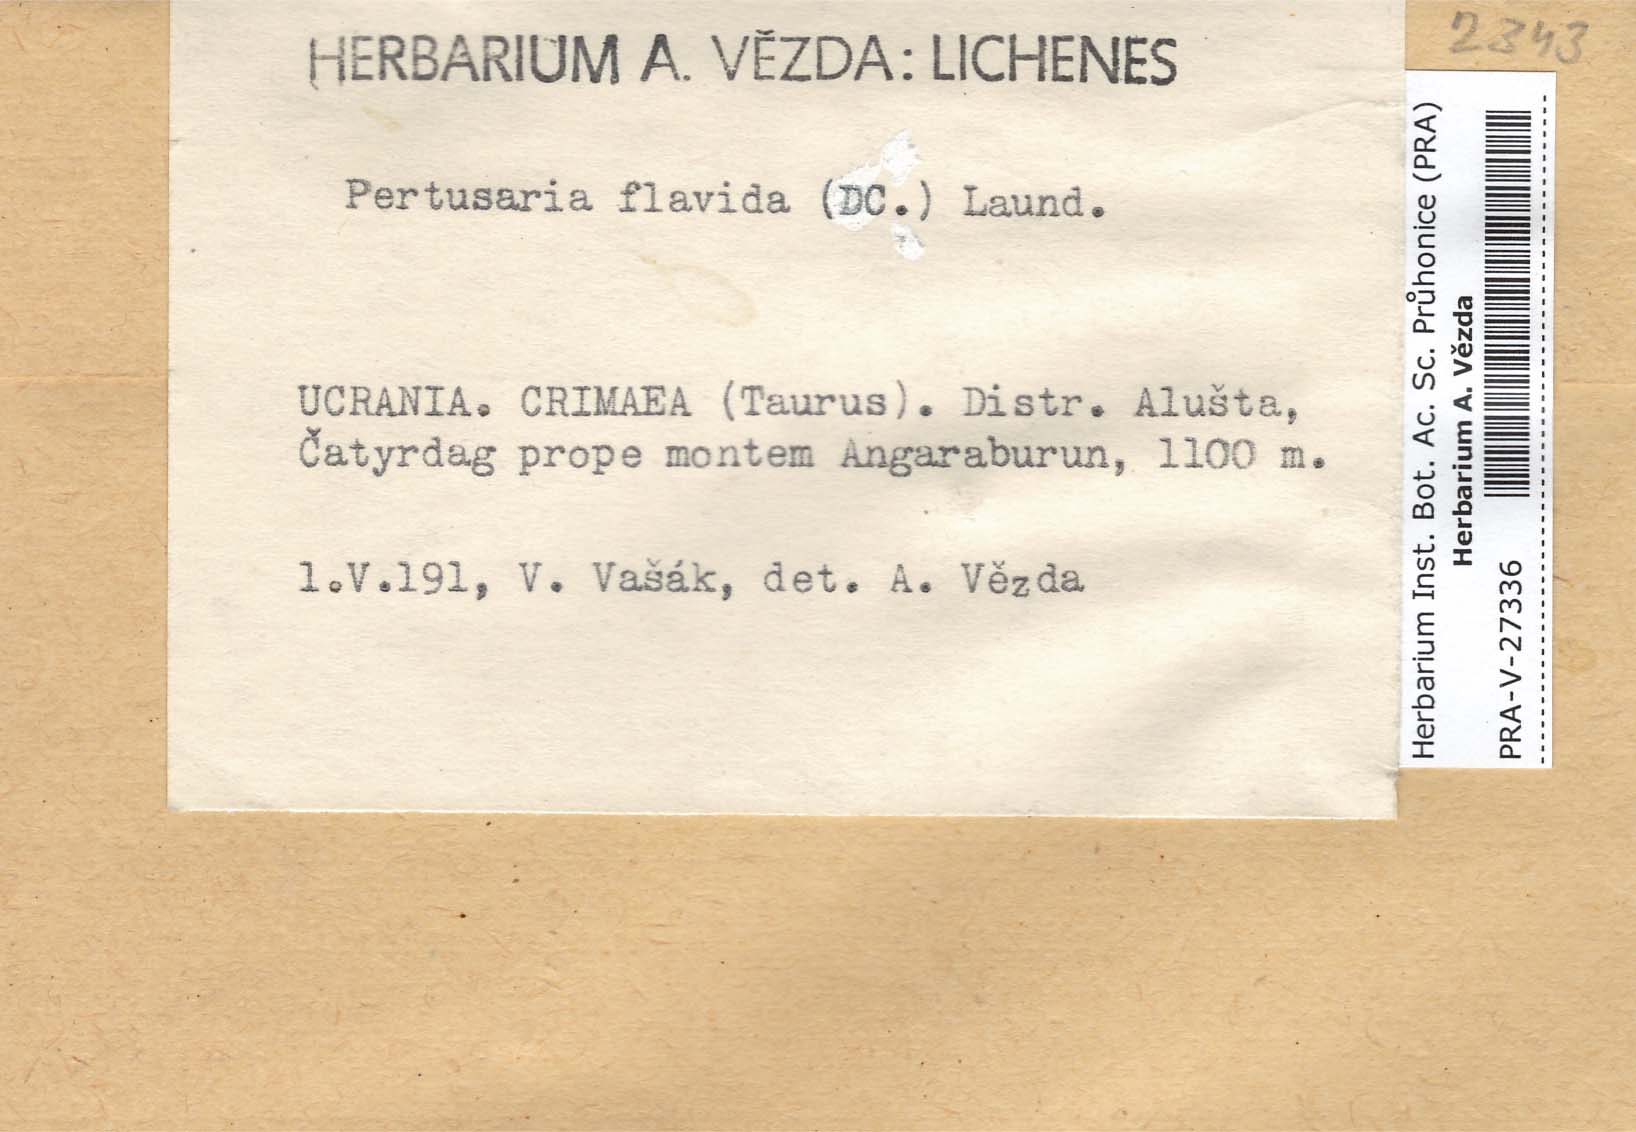 HERBARIUM A. VĚZDA: LICHENES
2343
Pertusaria flavida (DC.) Laund.
UCRANIA. CRIMAEA (Taurus). Distr. Alušta,
Čatyrdag prope montem Angaraburun, 1100 m.
1.V.191, V. Vašák, det. A. Vězda
Herbarium Inst. Bot. Ac. Sc. Průhonice (PRA)
Herbarium A. Vězda
PRA-V-27336